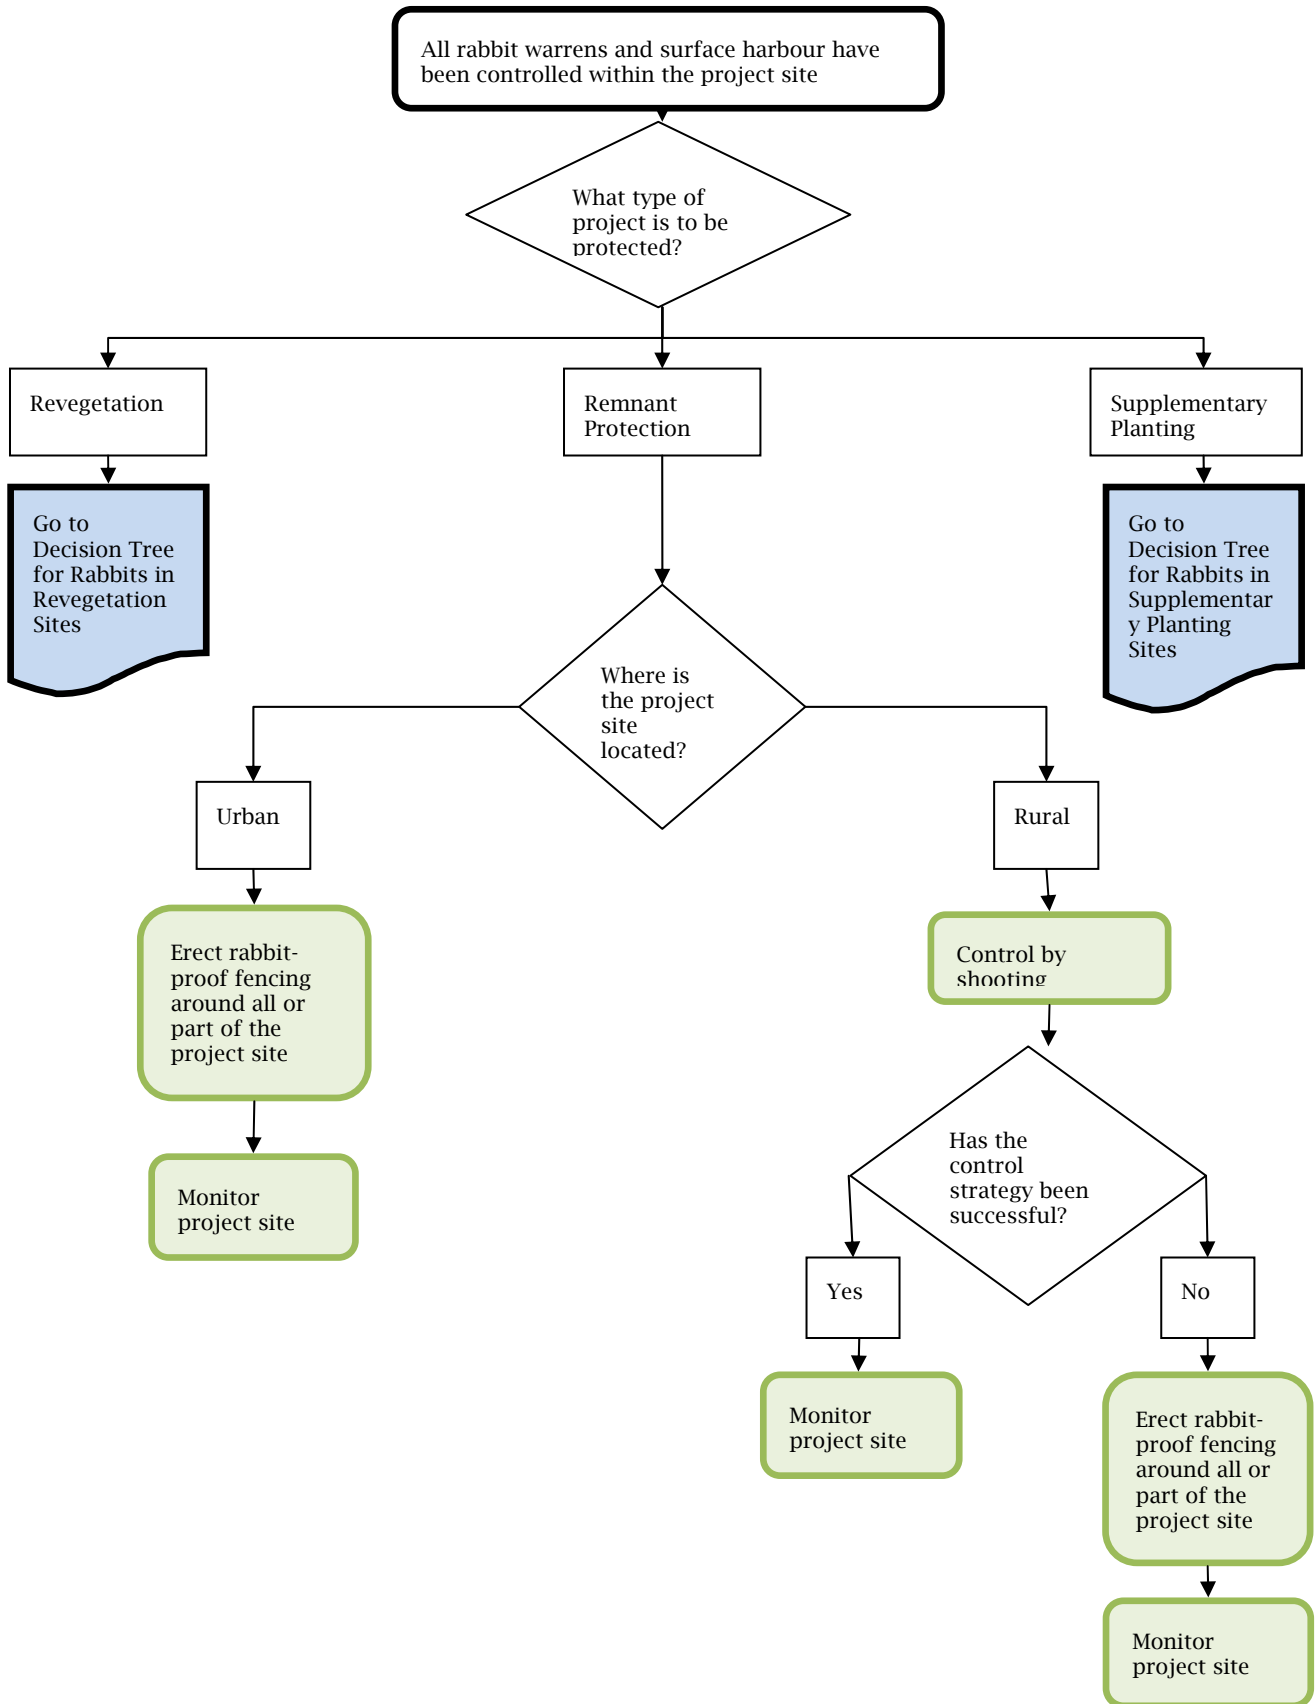 All rabbit warrens and surface harbour have
been controlled within the project site
What type of
project is to be
protected?
Revegetation
Remnant
Protection
Supplementary
Planting
Go to
Decision Tree
for Rabbits in
Revegetation
Sites
Go to
Decision Tree
for Rabbits in
Supplementar
y Planting
Sites
Where is
the project
site
located?
Urban
Rural
Erect rabbit-
proof fencing
around all or
part of the
project site
Control by
shooting
Monitor
project site
Has the
control
strategy been
successful?
Yes
No
Monitor
project site
Erect rabbit-
proof fencing
around all or
part of the
project site
Monitor
project site